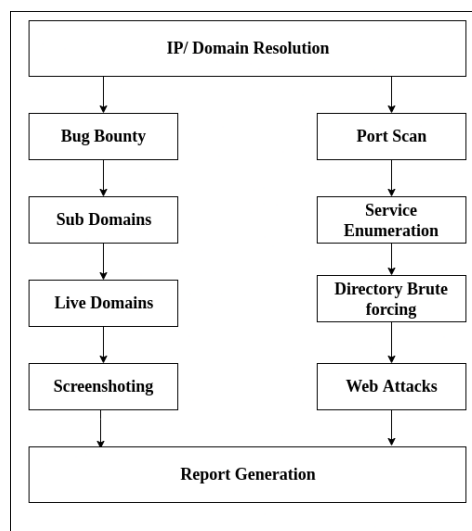 IP/ Domain Resolution
Bug Bounty
Port Scan
Sub Domains
Service
Enumeration
Live Domains
Directory Brute
forcing
Screenshoting
Web Attacks
Report Generation